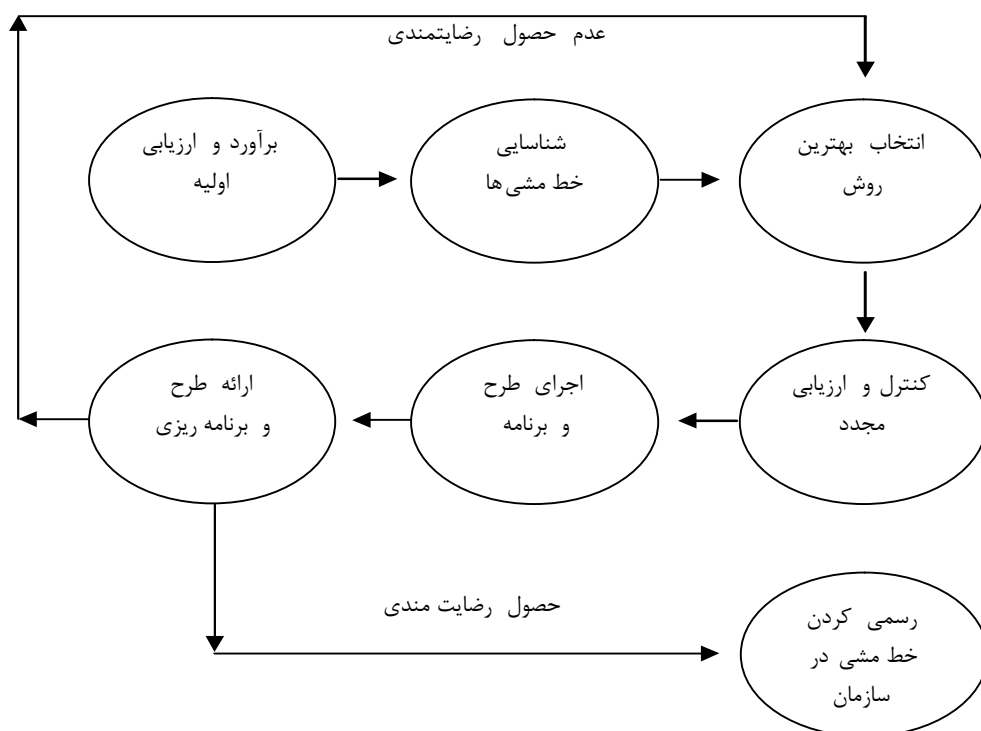 عدم حصول رضایتمندی
برآورد و ارزیابی
اولیه
شناسایی
خط مشی‌ها
انتخاب بهترین
روش
کنترل و ارزیابی
مجدد
اجرای طرح
و برنامه
ارائه طرح
و برنامه ریزی
حصول رضایت مندی
رسمی کردن
خط مشی در
سازمان